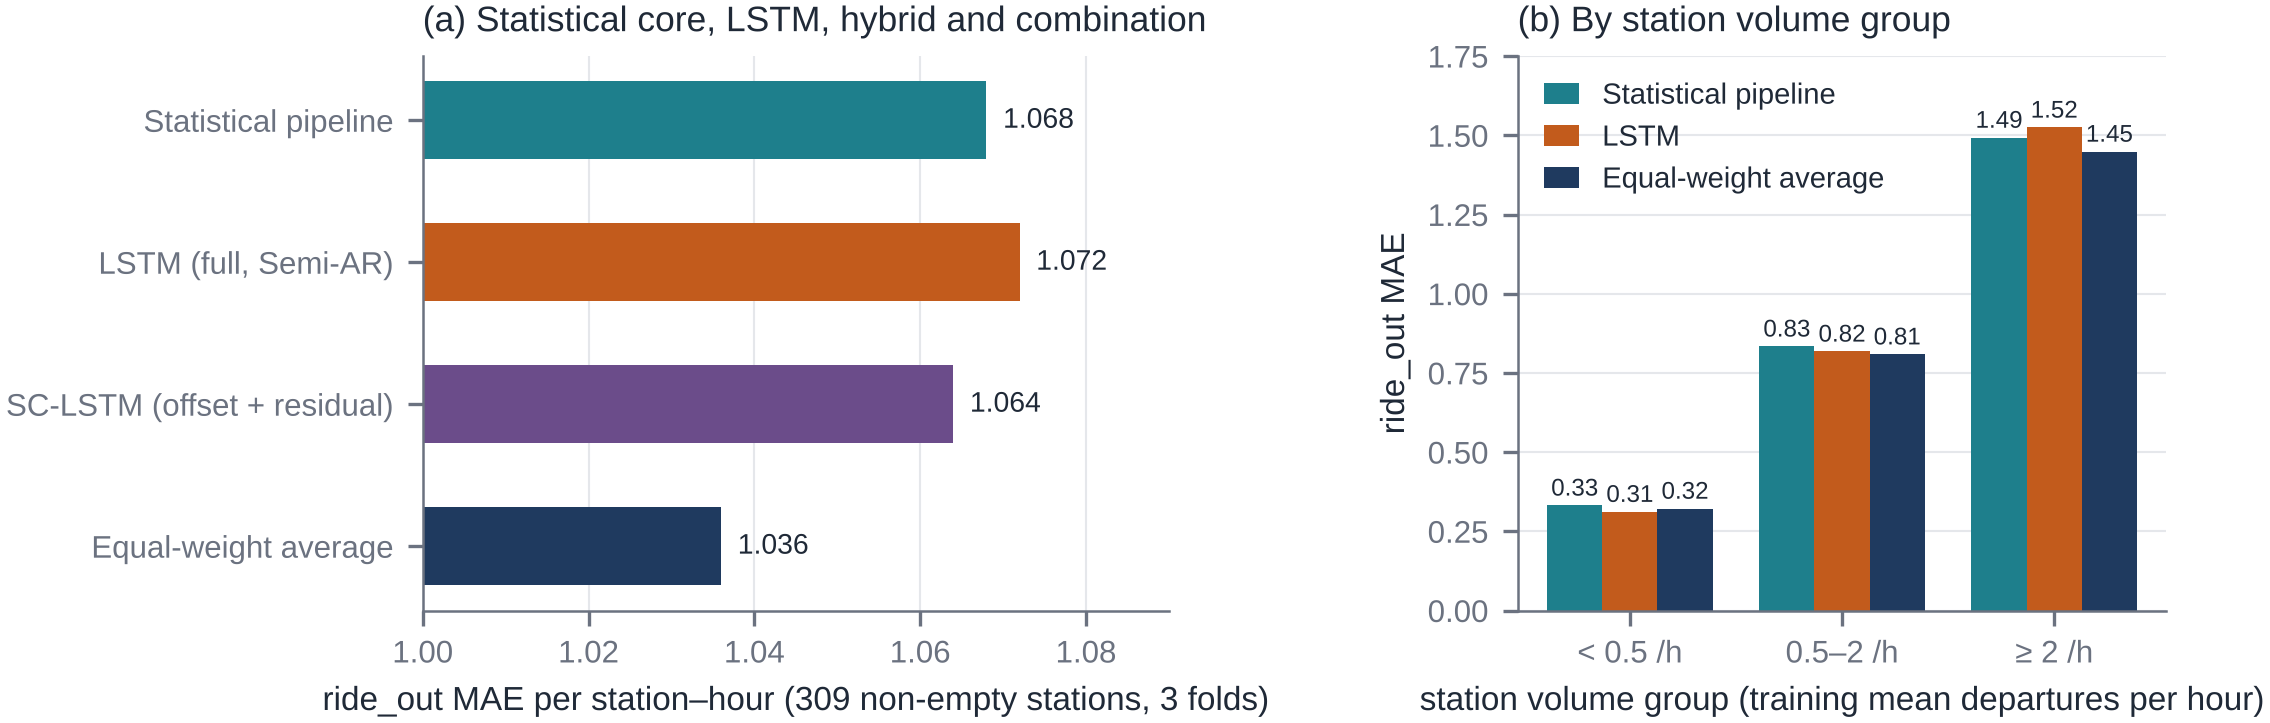 (a) Statistical core, LSTM, hybrid and combination
Statistical pipeline
1.068
LSTM (full, Semi-AR)
1.072
SC-LSTM (offset + residual)
1.064
Equal-weight average
1.036
1.00 1.02 1.04 1.06 1.08
ride_out MAE per station–hour (309 non-empty stations, 3 folds)
(b) By station volume group
ride_out MAE
1.75
1.50
1.25
1.00
0.75
0.50
0.25
0.00
Statistical pipeline
LSTM
Equal-weight average
0.33 0.31 0.32
0.83 0.82 0.81
1.49 1.52 1.45
< 0.5 /h 0.5–2 /h ≥ 2 /h
station volume group (training mean departures per hour)